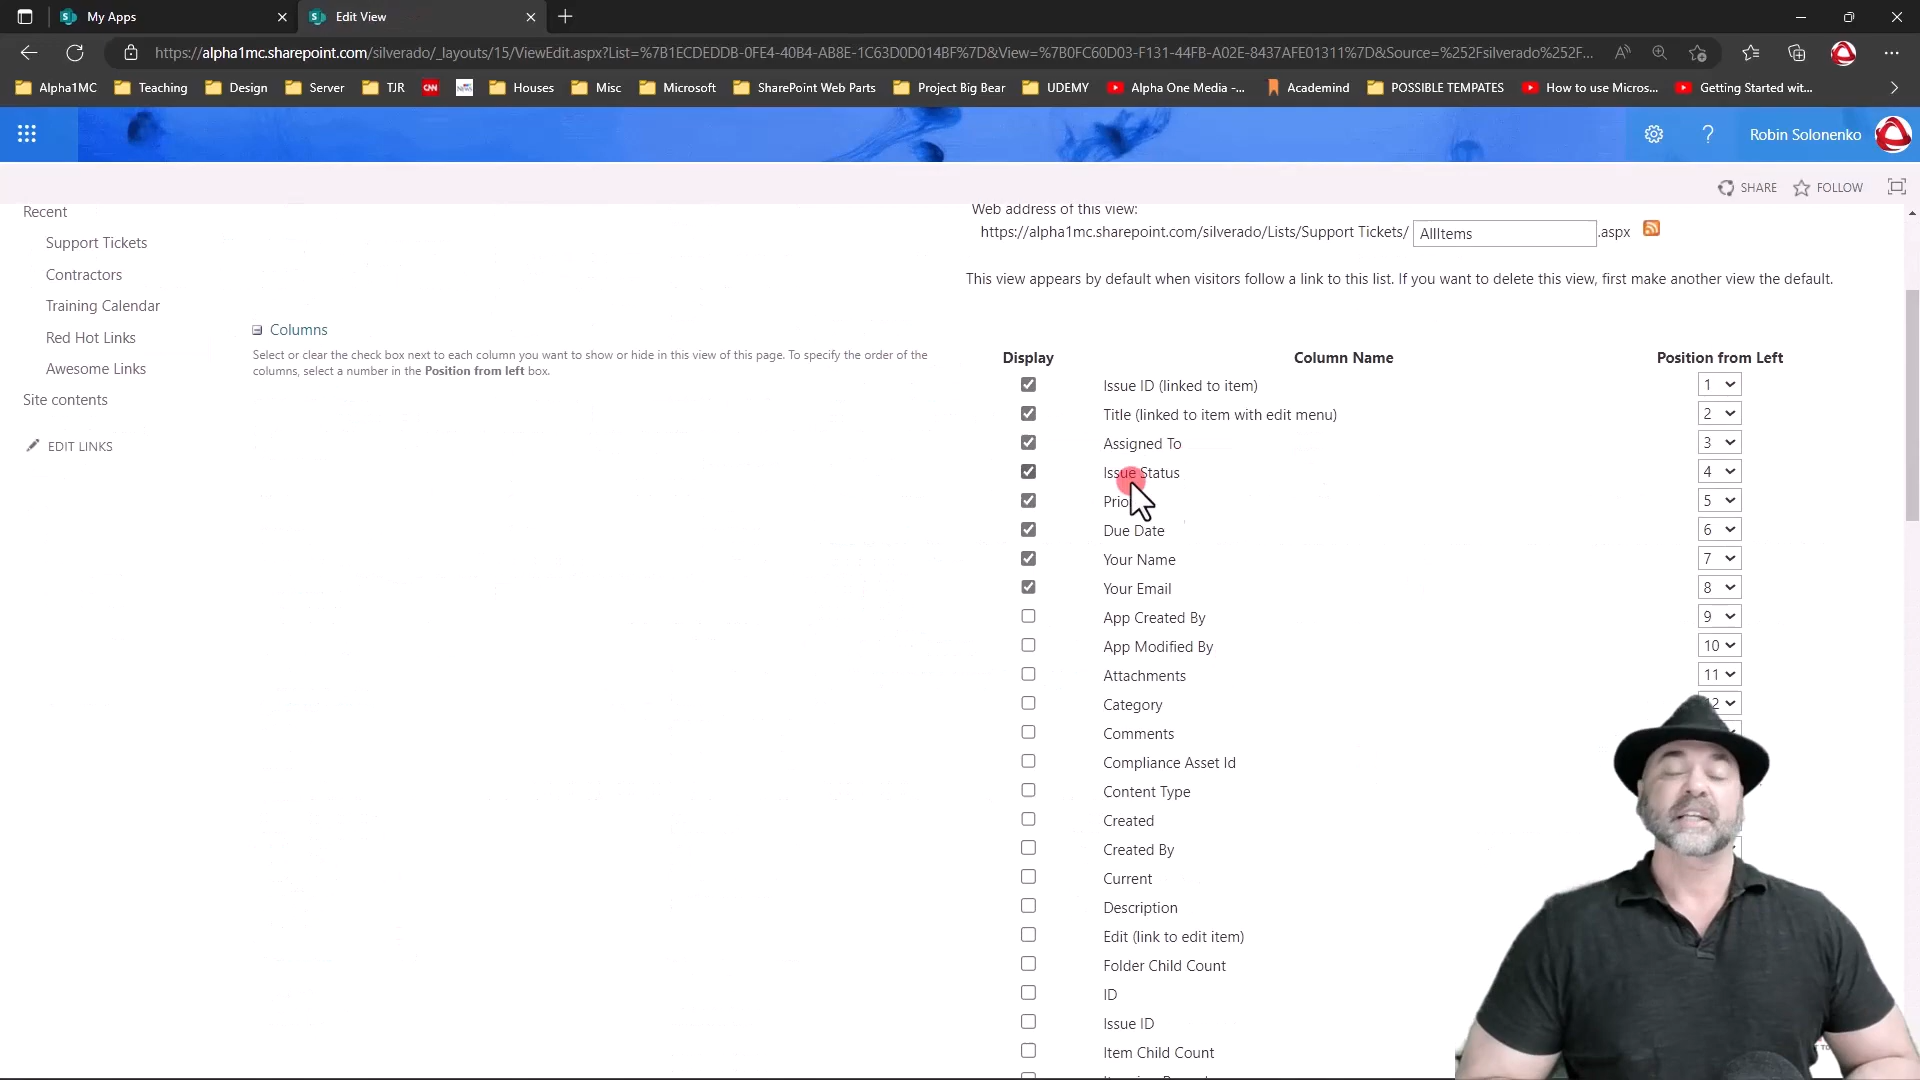 My Apps
Edit View
https://alpha1mc.sharepoint.com/silverado/_layouts/15/ViewEdit.aspx?List=%7B1ECDEDDB-0FE4-40B4-AB8E-1C63D0D014BF%7D&View=%7B0FC60D03-F131-44FB-A02E-8437AFE01311%7D&Source=%252Fsilverado%252F...
Alpha1MC Teaching Design Server TJR CNN NEWS Houses Misc Microsoft SharePoint Web Parts Project Big Bear UDEMY Alpha One Media -... Academind POSSIBLE TEMPATES How to use Micros... Getting Started wit...
Robin Solonenko
SHARE FOLLOW
Recent
Support Tickets
Contractors
Training Calendar
Red Hot Links
Awesome Links
Site contents
EDIT LINKS
Web address of this view:
https://alpha1mc.sharepoint.com/silverado/Lists/Support Tickets/ AllItems .aspx
This view appears by default when visitors follow a link to this list. If you want to delete this view, first make another view the default.
Columns
Select or clear the check box next to each column you want to show or hide in this view of this page. To specify the order of the
columns, select a number in the Position from left box.
Display Column Name Position from Left
Issue ID (linked to item) 1
Title (linked to item with edit menu) 2
Assigned To 3
Issue Status 4
Prio 5
Due Date 6
Your Name 7
Your Email 8
App Created By 9
App Modified By 10
Attachments 11
Category 12
Comments
Compliance Asset Id
Content Type
Created
Created By
Current
Description
Edit (link to edit item)
Folder Child Count
ID
Issue ID
Item Child Count